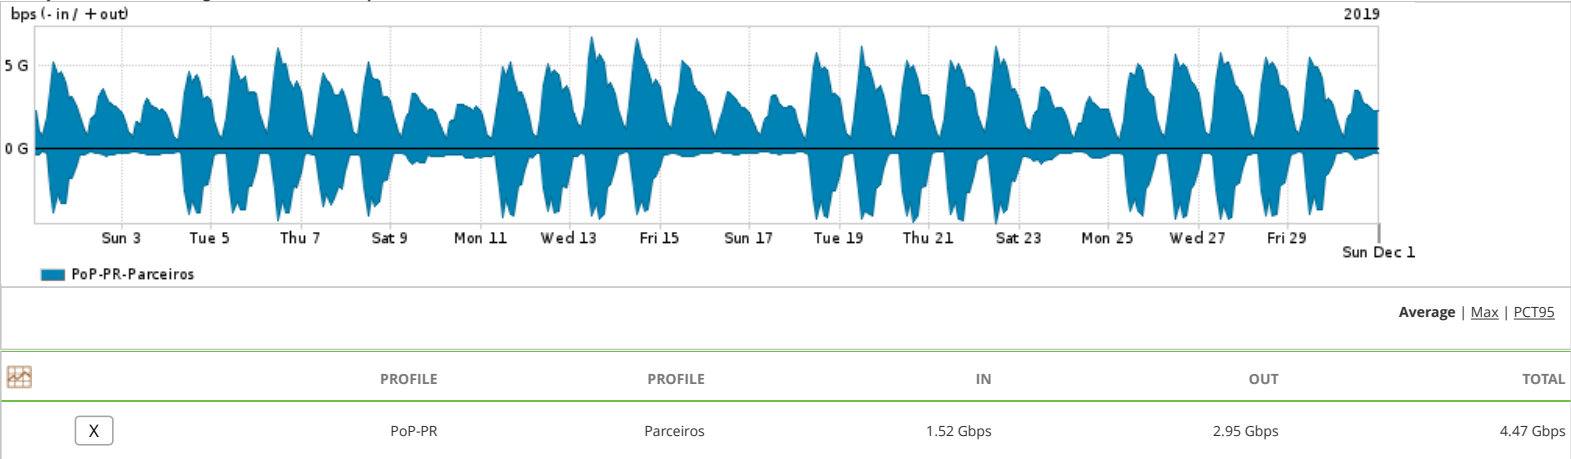 bps (- in / + out) 2019
5 G
0 G
Sun 3 Tue 5 Thu 7 Sat 9 Mon 11 Wed 13 Fri 15 Sun 17 Tue 19 Thu 21 Sat 23 Mon 25 Wed 27 Fri 29
Sun Dec 1
PoP-PR-Parceiros
Average | Max | PCT95
PROFILE PROFILE IN OUT TOTAL
X PoP-PR Parceiros 1.52 Gbps 2.95 Gbps 4.47 Gbps